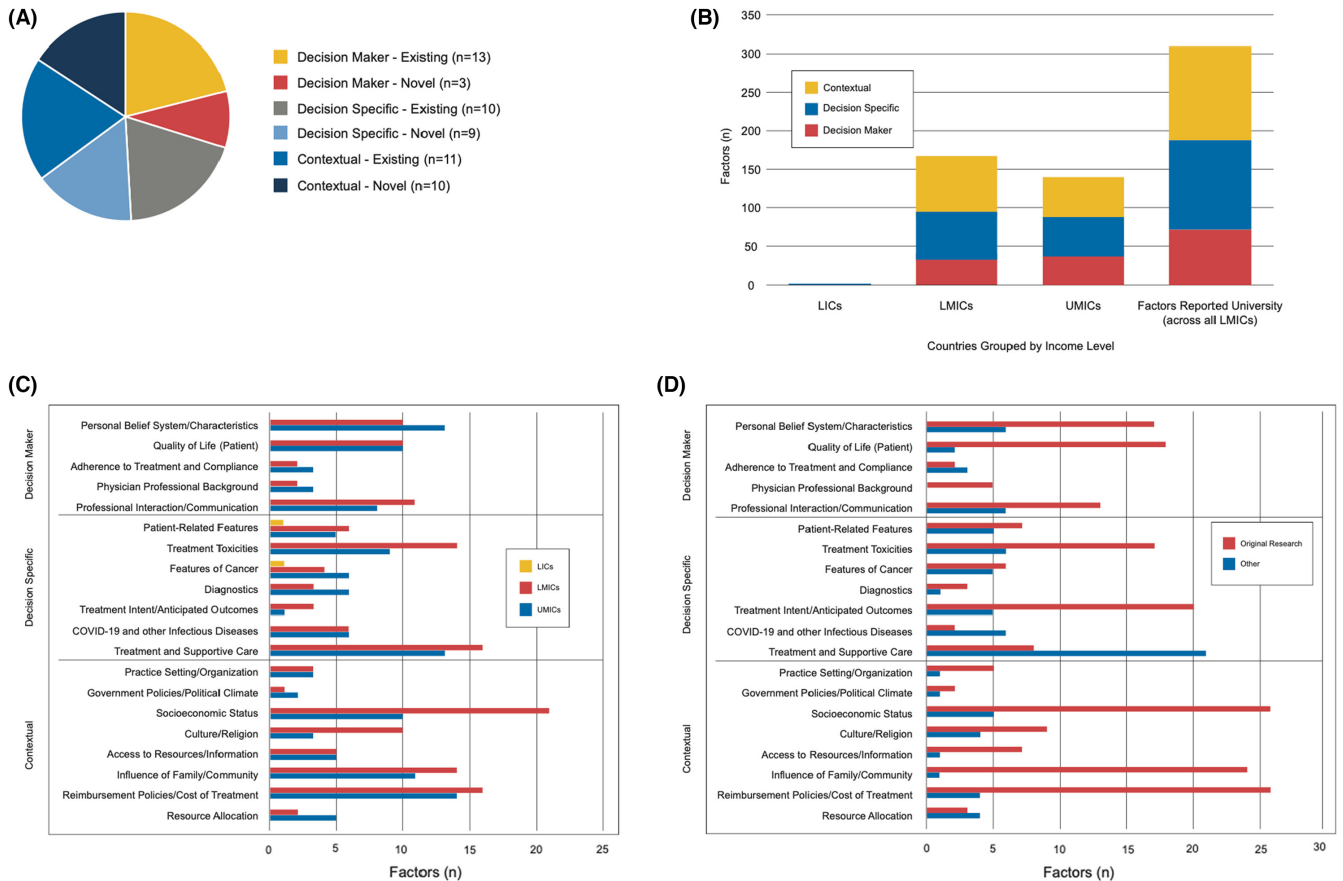 (A)
Decision Maker - Existing (n=13)
Decision Maker - Novel (n=3)
Decision Specific - Existing (n=10)
Decision Specific - Novel (n=9)
Contextual - Existing (n=11)
Contextual - Novel (n=10)
(B)
350
300
250
200
150
100
50
0
Factors (n)
Contextual
Decision Specific
Decision Maker
LICs
LMICs
UMICs
Factors Reported University
(across all LMICs)
Countries Grouped by Income Level
(C)
Decision Maker
Personal Belief System/Characteristics
Quality of Life (Patient)
Adherence to Treatment and Compliance
Physician Professional Background
Professional Interaction/Communication
Decision Specific
Patient-Related Features
Treatment Toxicities
Features of Cancer
Diagnostics
Treatment Intent/Anticipated Outcomes
COVID-19 and other Infectious Diseases
Treatment and Supportive Care
Contextual
Practice Setting/Organization
Government Policies/Political Climate
Socioeconomic Status
Culture/Religion
Access to Resources/Information
Influence of Family/Community
Reimbursement Policies/Cost of Treatment
Resource Allocation
LICs
LMICs
UMICs
0 5 10 15 20 25
Factors (n)
(D)
Decision Maker
Personal Belief System/Characteristics
Quality of Life (Patient)
Adherence to Treatment and Compliance
Physician Professional Background
Professional Interaction/Communication
Decision Specific
Patient-Related Features
Treatment Toxicities
Features of Cancer
Diagnostics
Treatment Intent/Anticipated Outcomes
COVID-19 and other Infectious Diseases
Treatment and Supportive Care
Contextual
Practice Setting/Organization
Government Policies/Political Climate
Socioeconomic Status
Culture/Religion
Access to Resources/Information
Influence of Family/Community
Reimbursement Policies/Cost of Treatment
Resource Allocation
Original Research
Other
0 5 10 15 20 25 30
Factors (n)